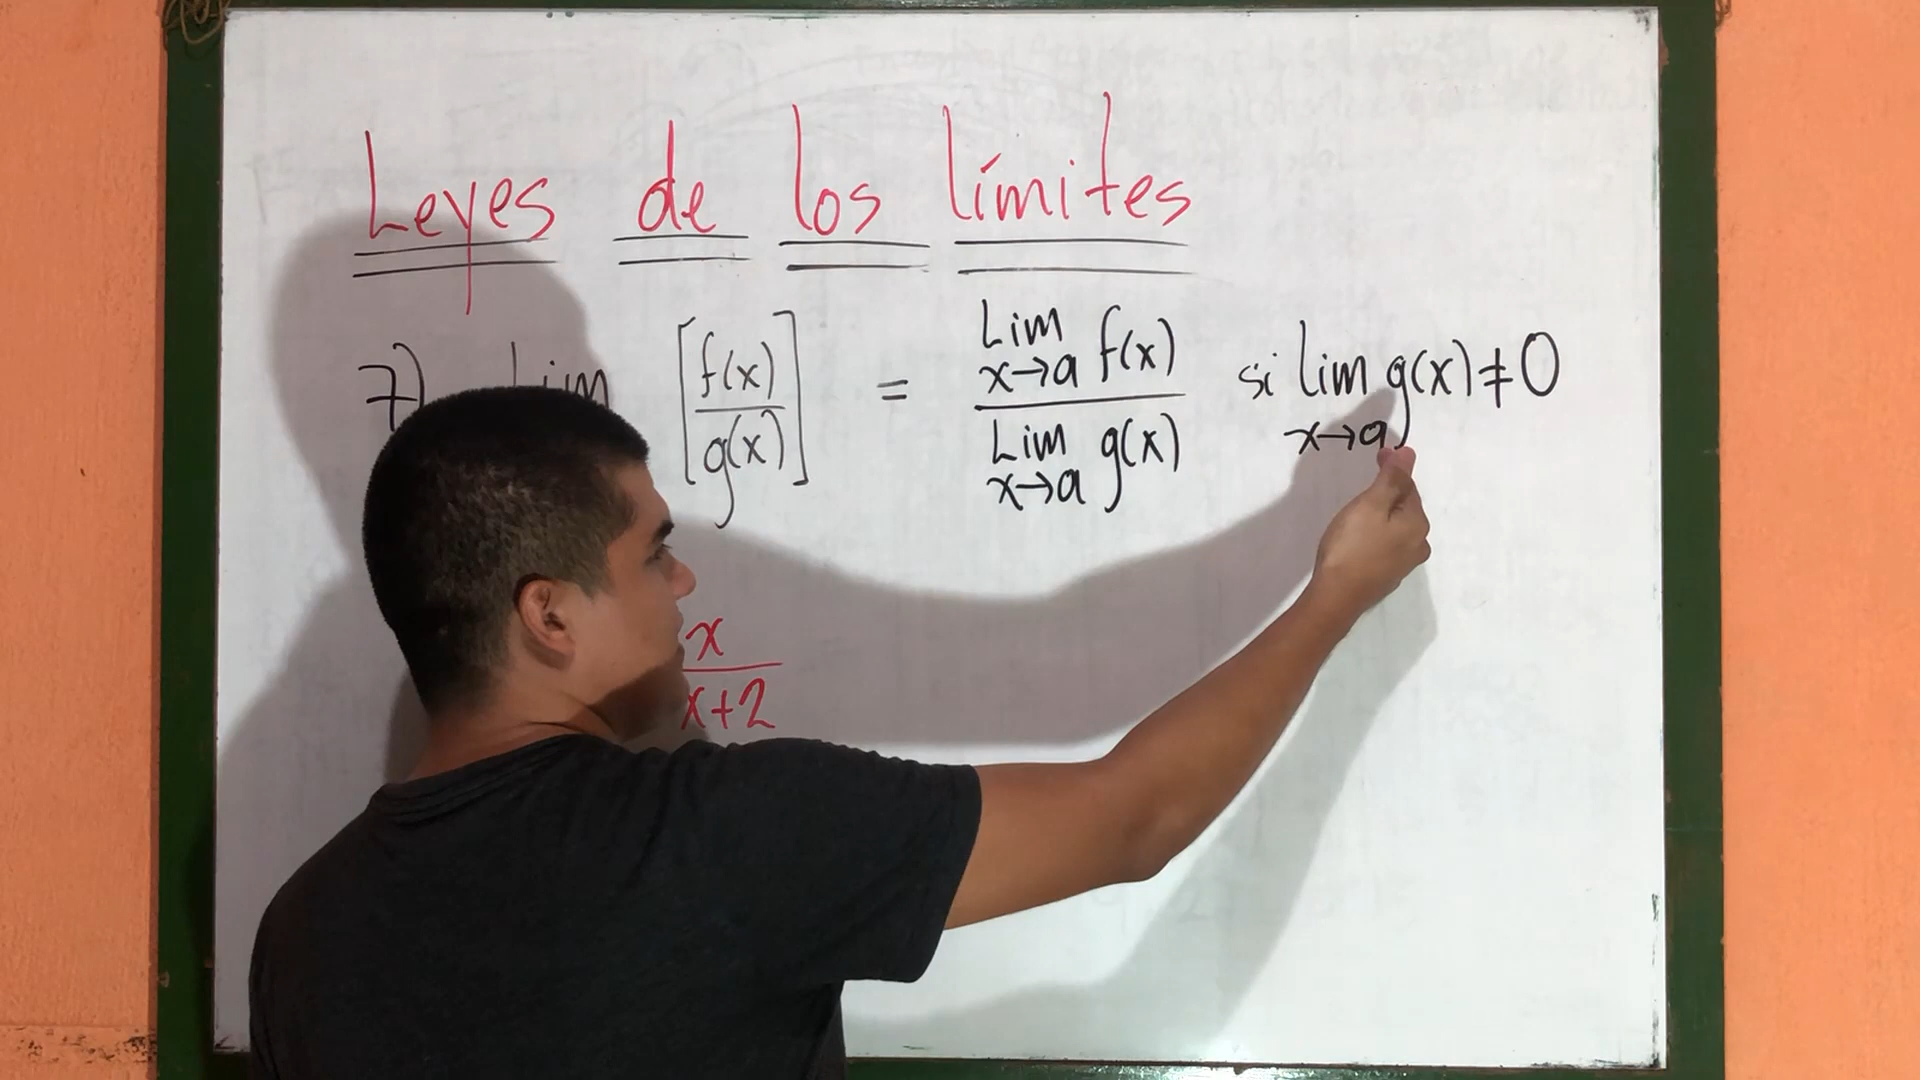 Leyes de los límites
7) Lim [f(x)/g(x)] = Lim x→a f(x) / Lim x→a g(x) si lim x→a g(x) ≠ 0
x/x+2